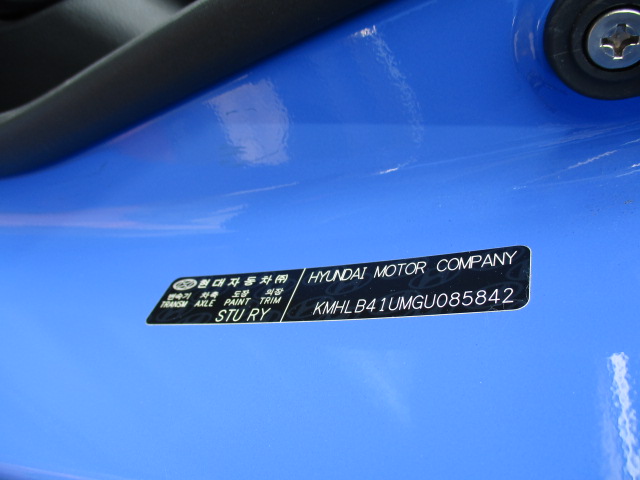 현대자동차(주)
변속기 차축 도장 의장
TRANSM AXLE PAINT TRIM
STU RY
HYUNDAI MOTOR COMPANY
KMHLB41UMGU085842